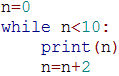 n=0
while n<10:
    print(n)
    n=n+2